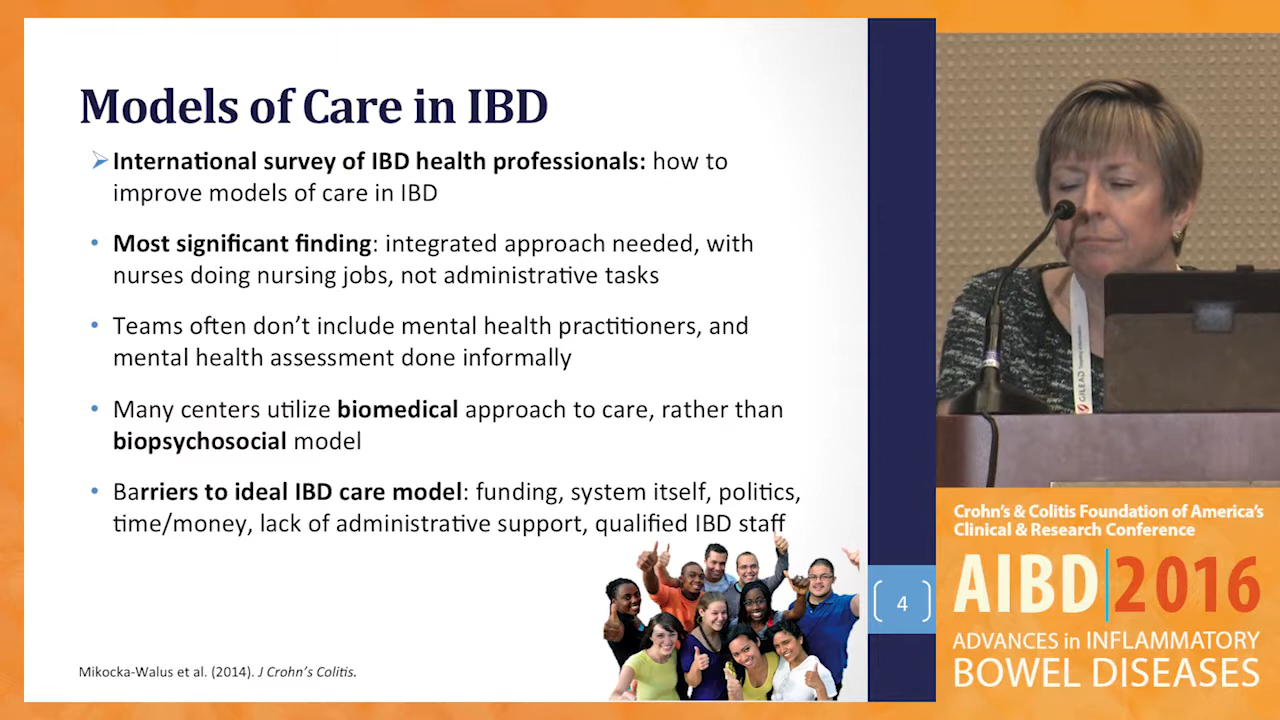 Models of Care in IBD
International survey of IBD health professionals: how to
improve models of care in IBD
Most significant finding: integrated approach needed, with
nurses doing nursing jobs, not administrative tasks
Teams often don’t include mental health practitioners, and
mental health assessment done informally
Many centers utilize biomedical approach to care, rather than
biopsychosocial model
Barriers to ideal IBD care model: funding, system itself, politics,
time/money, lack of administrative support, qualified IBD staff
4
Mikocka-Walus et al. (2014). J Crohn’s Colitis.
GILEAD
Crohn’s & Colitis Foundation of America’s
Clinical & Research Conference
AIBD|2016
ADVANCES in INFLAMMATORY
BOWEL DISEASES